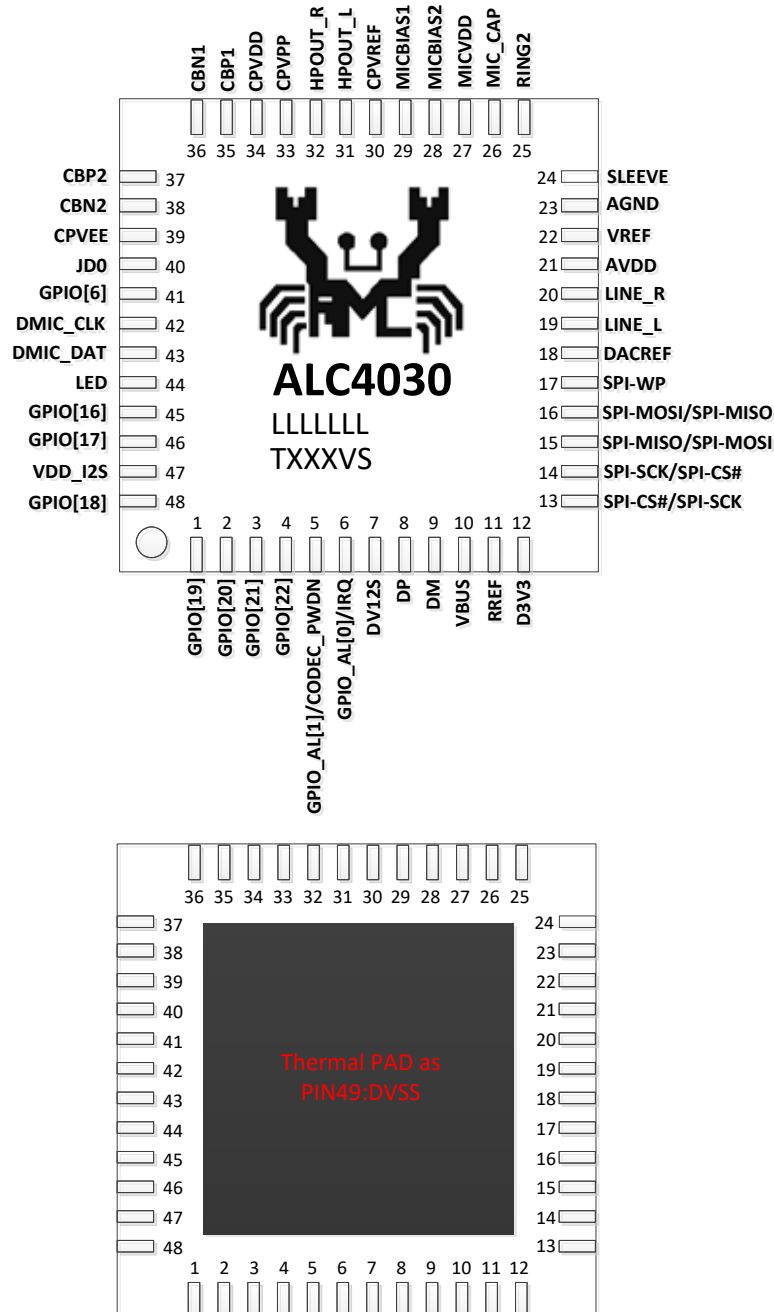 CBN1 CBP1 CPVDD CPVPP HPOUT_R HPOUT_L CPVREF MICBIAS1 MICBIAS2 MICVDD MIC_CAP RING2
36 35 34 33 32 31 30 29 28 27 26 25
CBP2 37
CBN2 38
CPVEE 39
JD0 40
GPIO[6] 41
DMIC_CLK 42
DMIC_DAT 43
LED 44
GPIO[16] 45
GPIO[17] 46
VDD_I2S 47
GPIO[18] 48
AMC
ALC4030
LLLLLLL
TXXXVS
24 SLEEVE
23 AGND
22 VREF
21 AVDD
20 LINE_R
19 LINE_L
18 DACREF
17 SPI-WP
16 SPI-MOSI/SPI-MISO
15 SPI-MISO/SPI-MOSI
14 SPI-SCK/SPI-CS#
13 SPI-CS#/SPI-SCK
1 2 3 4 5 6 7 8 9 10 11 12
GPIO[19] GPIO[20] GPIO[21] GPIO[22] GPIO_AL[1]/CODEC_PWDN GPIO_AL[0]/IRQ DV12S DP DM VBUS RREF D3V3
36 35 34 33 32 31 30 29 28 27 26 25
37
38
39
40
41
42
43
44
45
46
47
48
Thermal PAD as
PIN49:DVSS
24
23
22
21
20
19
18
17
16
15
14
13
1 2 3 4 5 6 7 8 9 10 11 12